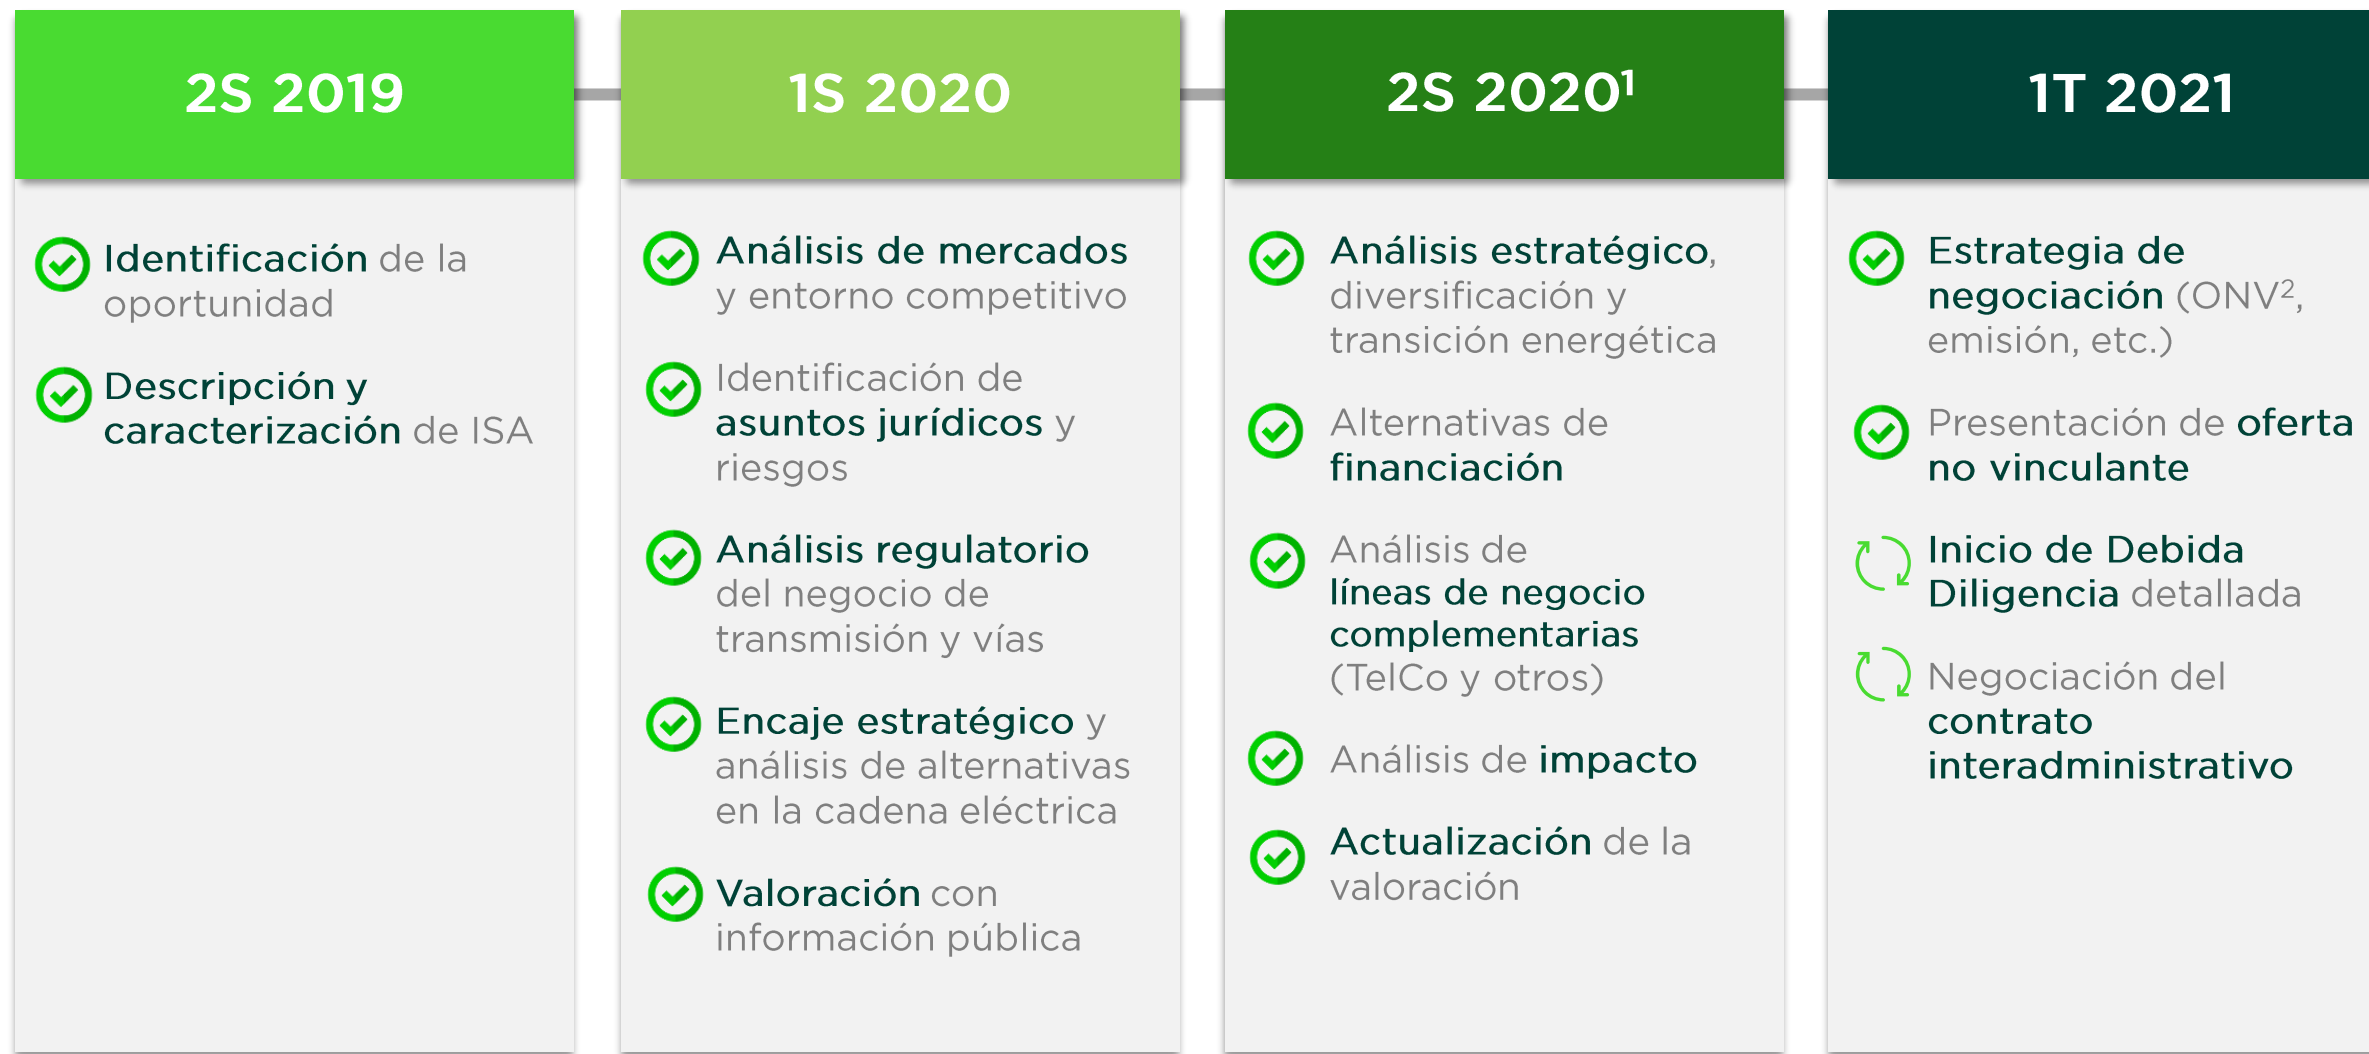 2S 2019
Identificación de la
oportunidad
Descripción y
caracterización de ISA
1S 2020
Análisis de mercados
y entorno competitivo
Identificación de
asuntos jurídicos y
riesgos
Análisis regulatorio
del negocio de
transmisión y vías
Encaje estratégico y
análisis de alternativas
en la cadena eléctrica
Valoración con
información pública
2S 2020¹
Análisis estratégico,
diversificación y
transición energética
Alternativas de
financiación
Análisis de
líneas de negocio
complementarias
(TelCo y otros)
Análisis de impacto
Actualización de la
valoración
1T 2021
Estrategia de
negociación (ONV²,
emisión, etc.)
Presentación de oferta
no vinculante
Inicio de Debida
Diligencia detallada
Negociación del
contrato
interadministrativo